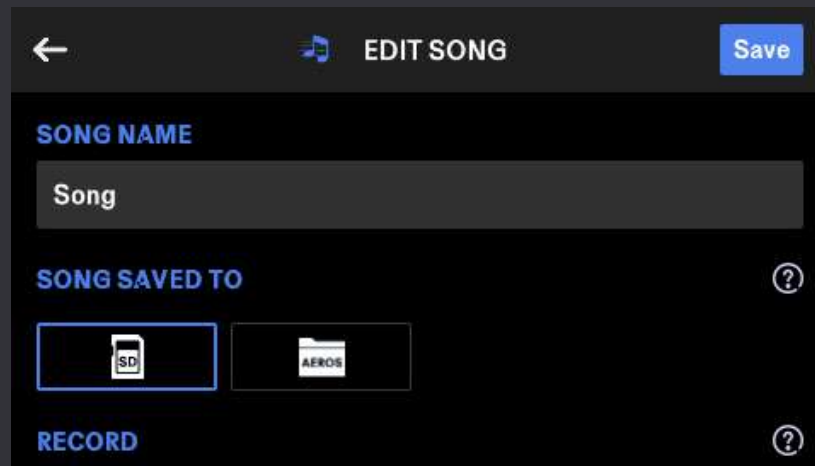 EDIT SONG
Save
SONG NAME
Song
SONG SAVED TO
?
SD
AEROS
RECORD
?